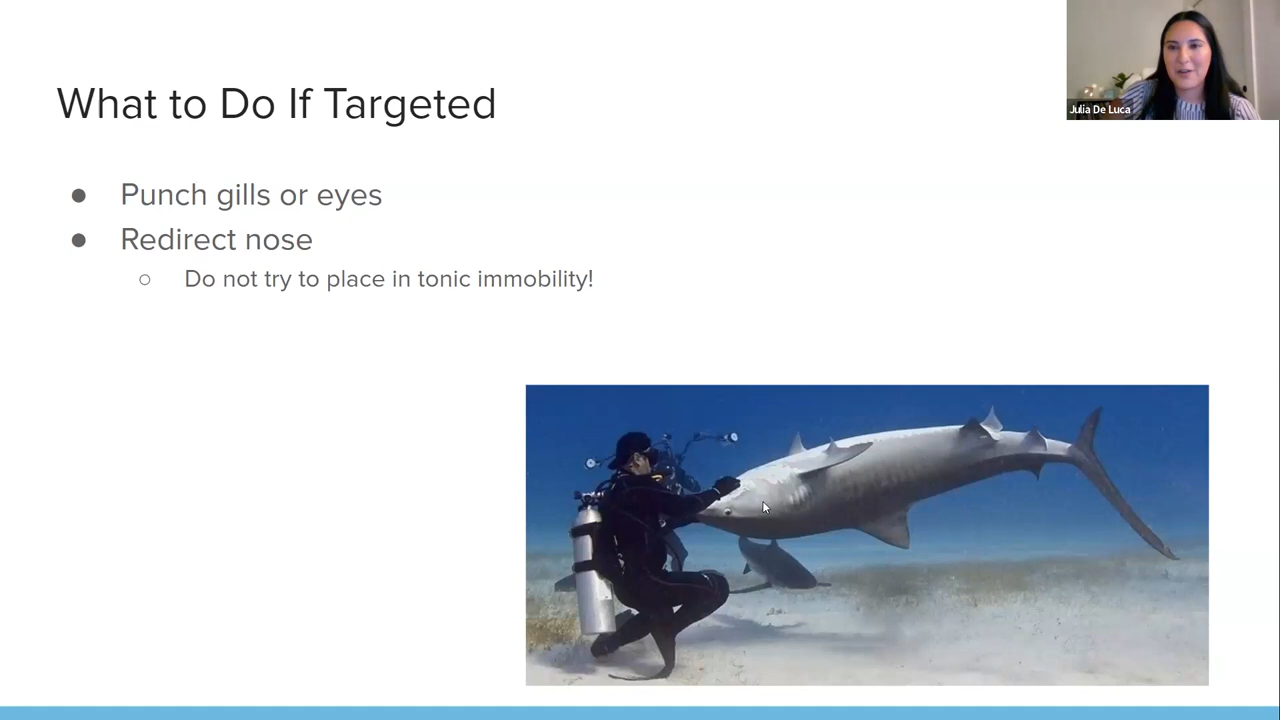 What to Do If Targeted
Julia De Luca
● Punch gills or eyes
● Redirect nose
○ Do not try to place in tonic immobility!